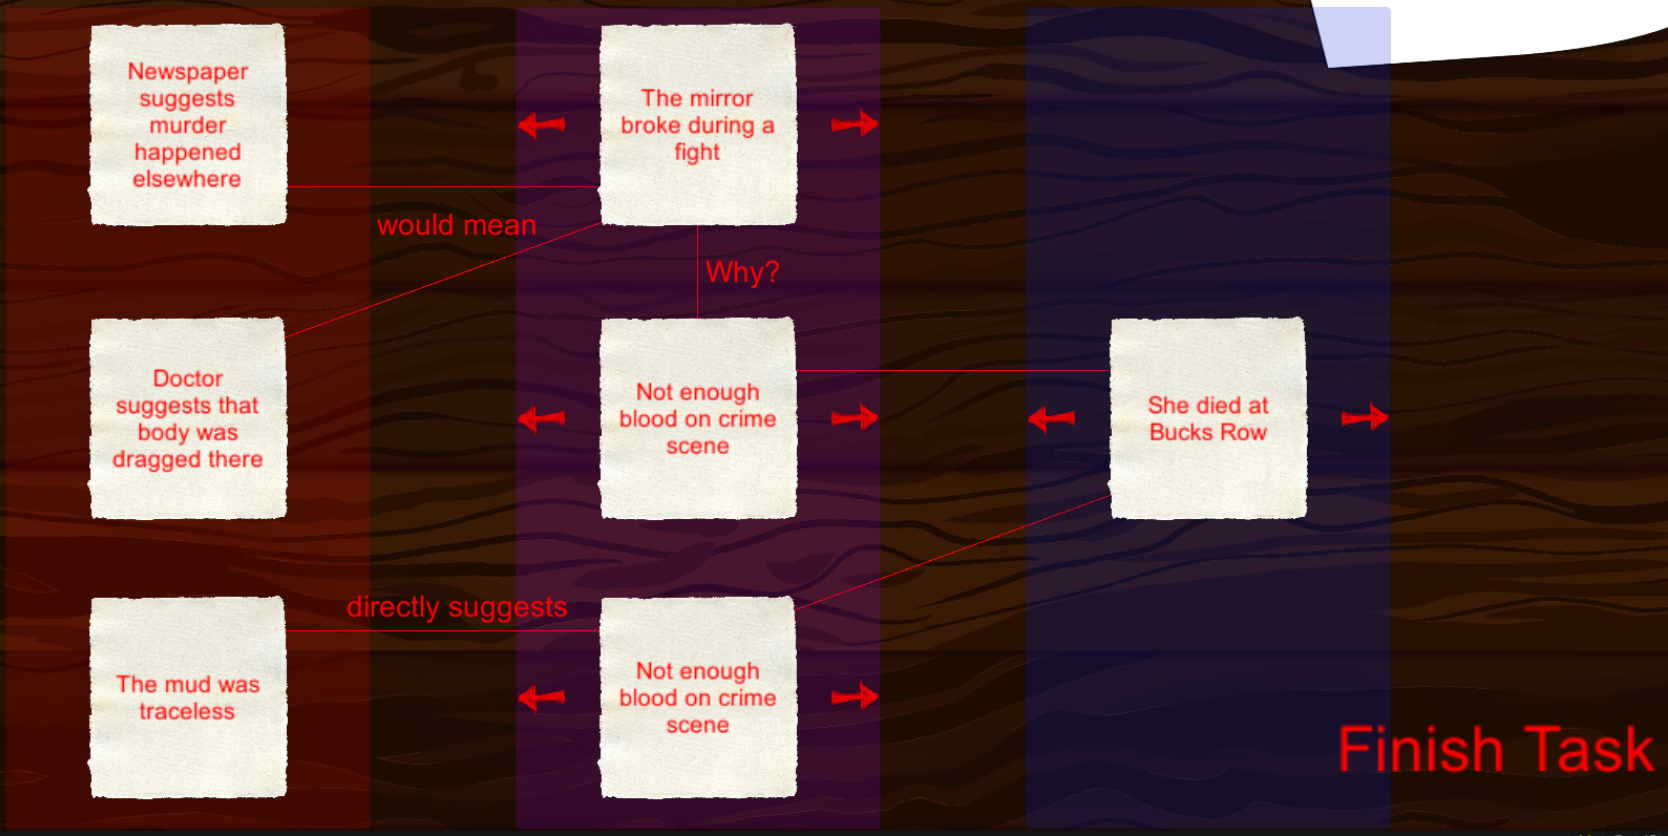 Newspaper
suggests
murder
happened
elsewhere
The mirror
broke during a
fight
would mean
Why?
Doctor
suggests that
body was
dragged there
Not enough
blood on crime
scene
She died at
Bucks Row
directly suggests
The mud was
traceless
Not enough
blood on crime
scene
Finish Task